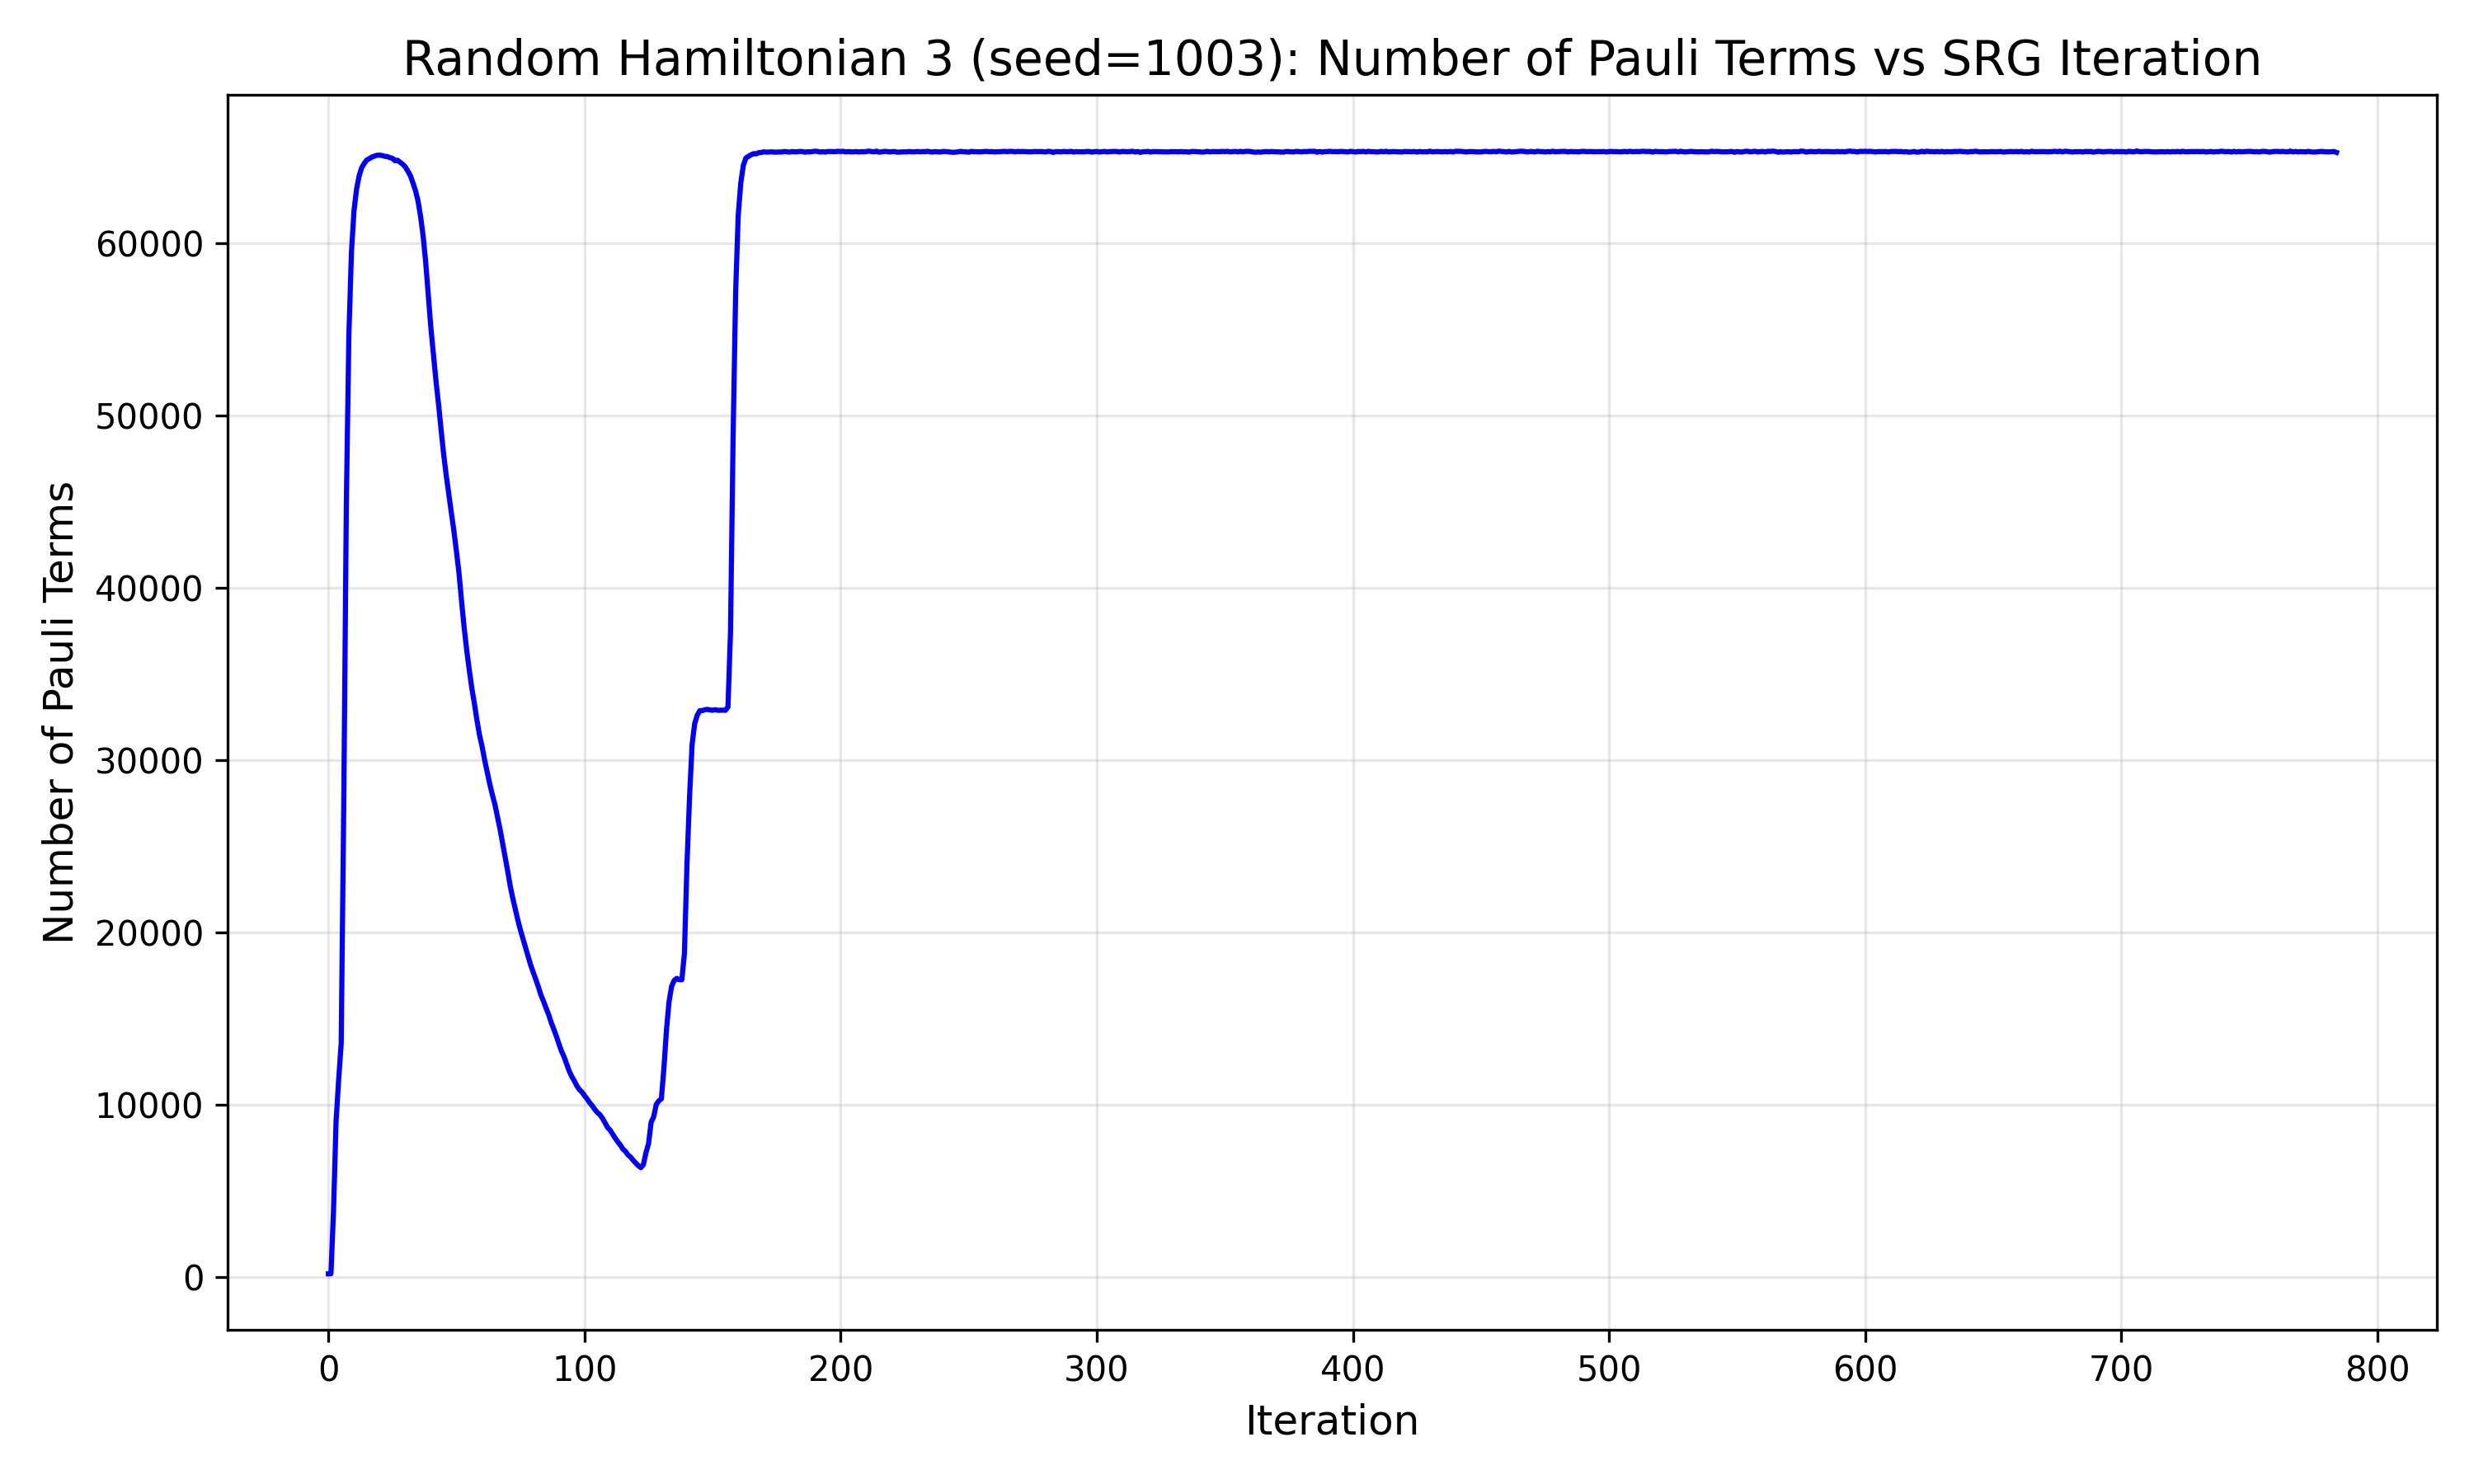 Random Hamiltonian 3 (seed=1003): Number of Pauli Terms vs SRG Iteration
Number of Pauli Terms
60000
50000
40000
30000
20000
10000
0
0 100 200 300 400 500 600 700 800
Iteration